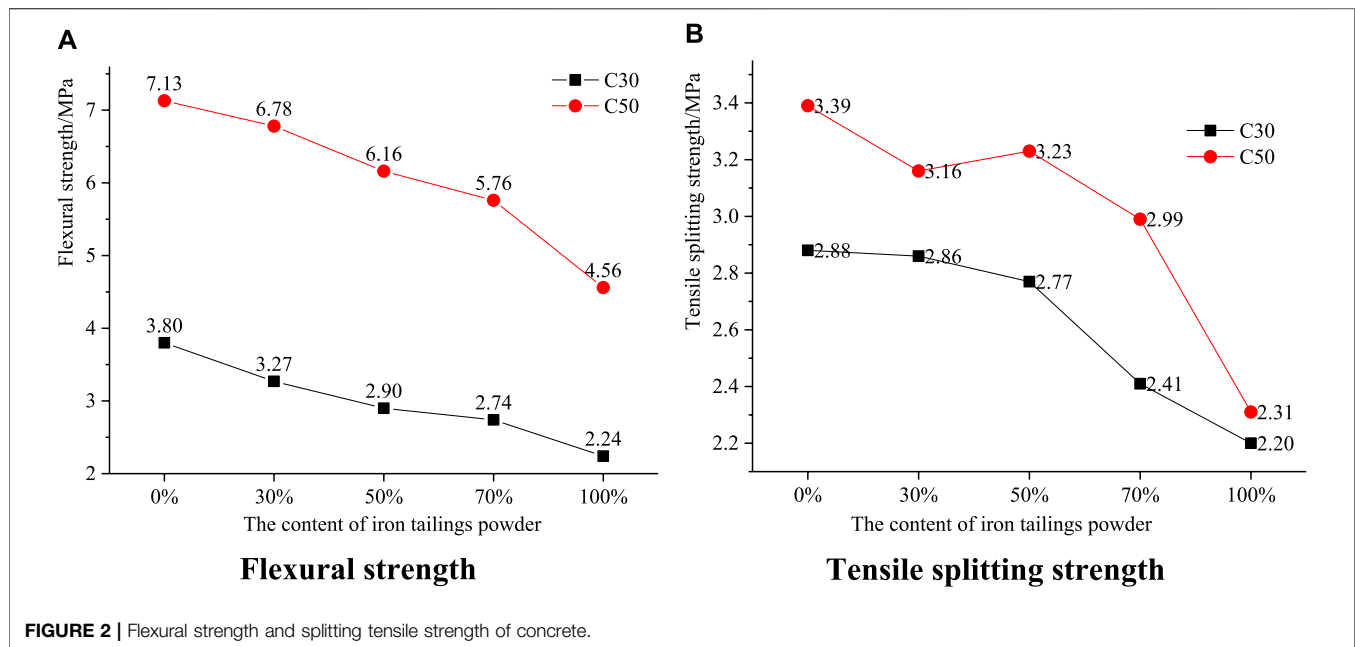 A
Flexural strength/MPa
7
6
5
4
3
2
7.13
6.78
6.16
5.76
4.56
3.80
3.27
2.90
2.74
2.24
C30
C50
0% 30% 50% 70% 100%
The content of iron tailings powder
Flexural strength
B
Tensile splitting strength/MPa
3.4
3.2
3.0
2.8
2.6
2.4
2.2
3.39
3.16
3.23
2.99
2.31
2.88
2.86
2.77
2.41
2.20
C30
C50
0% 30% 50% 70% 100%
The content of iron tailings powder
Tensile splitting strength
FIGURE 2 | Flexural strength and splitting tensile strength of concrete.